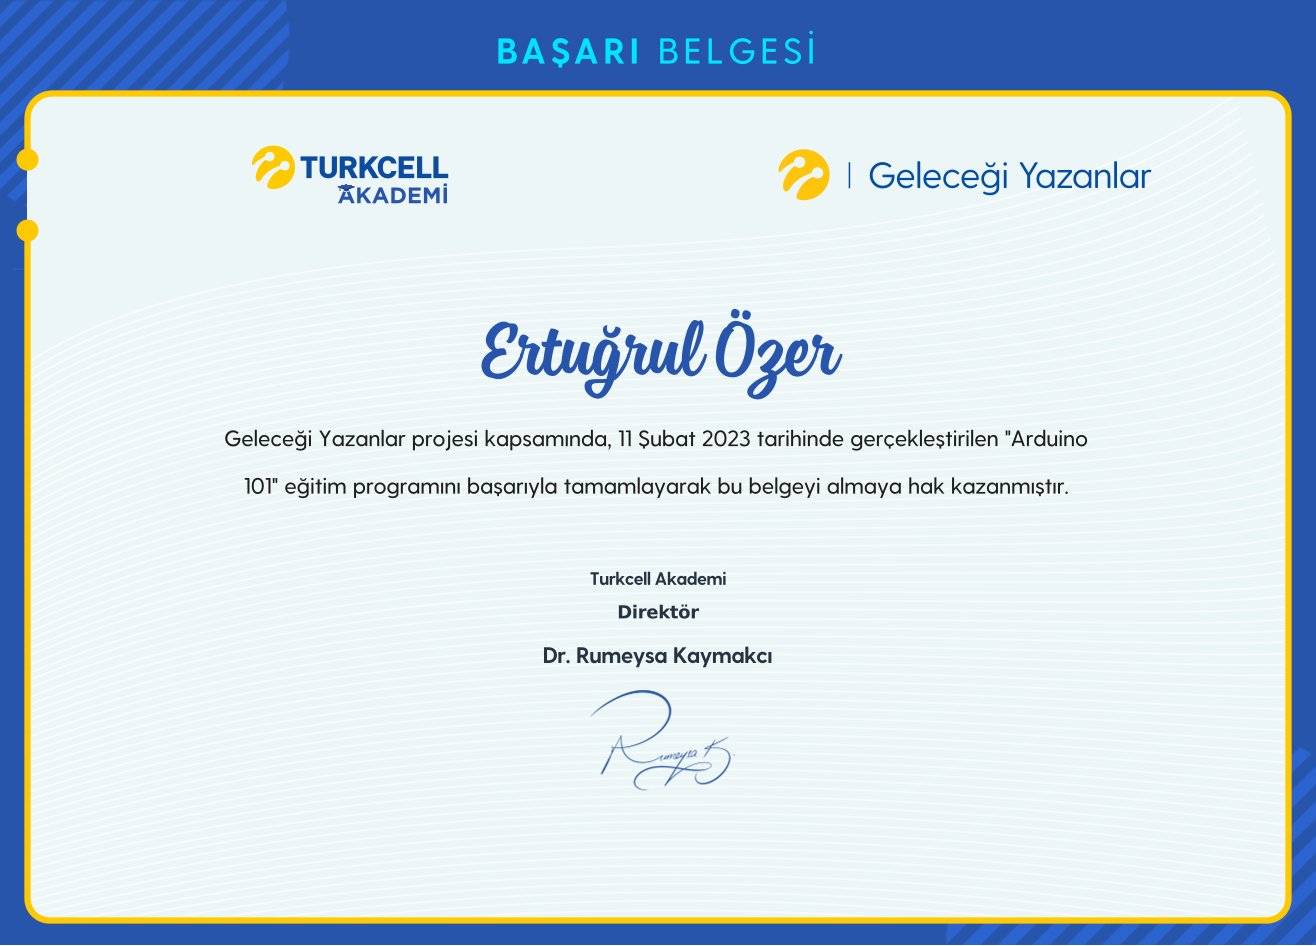 BAŞARI BELGESİ
TURKCELL
AKADEMİ
Geleceği Yazanlar
Ertuğrul Özer
Geleceği Yazanlar projesi kapsamında, 11 Şubat 2023 tarihinde gerçekleştirilen "Arduino
101" eğitim programını başarıyla tamamlayarak bu belgeyi almaya hak kazanmıştır.
Turkcell Akademi
Direktör
Dr. Rumeysa Kaymakcı
Rumeysa K